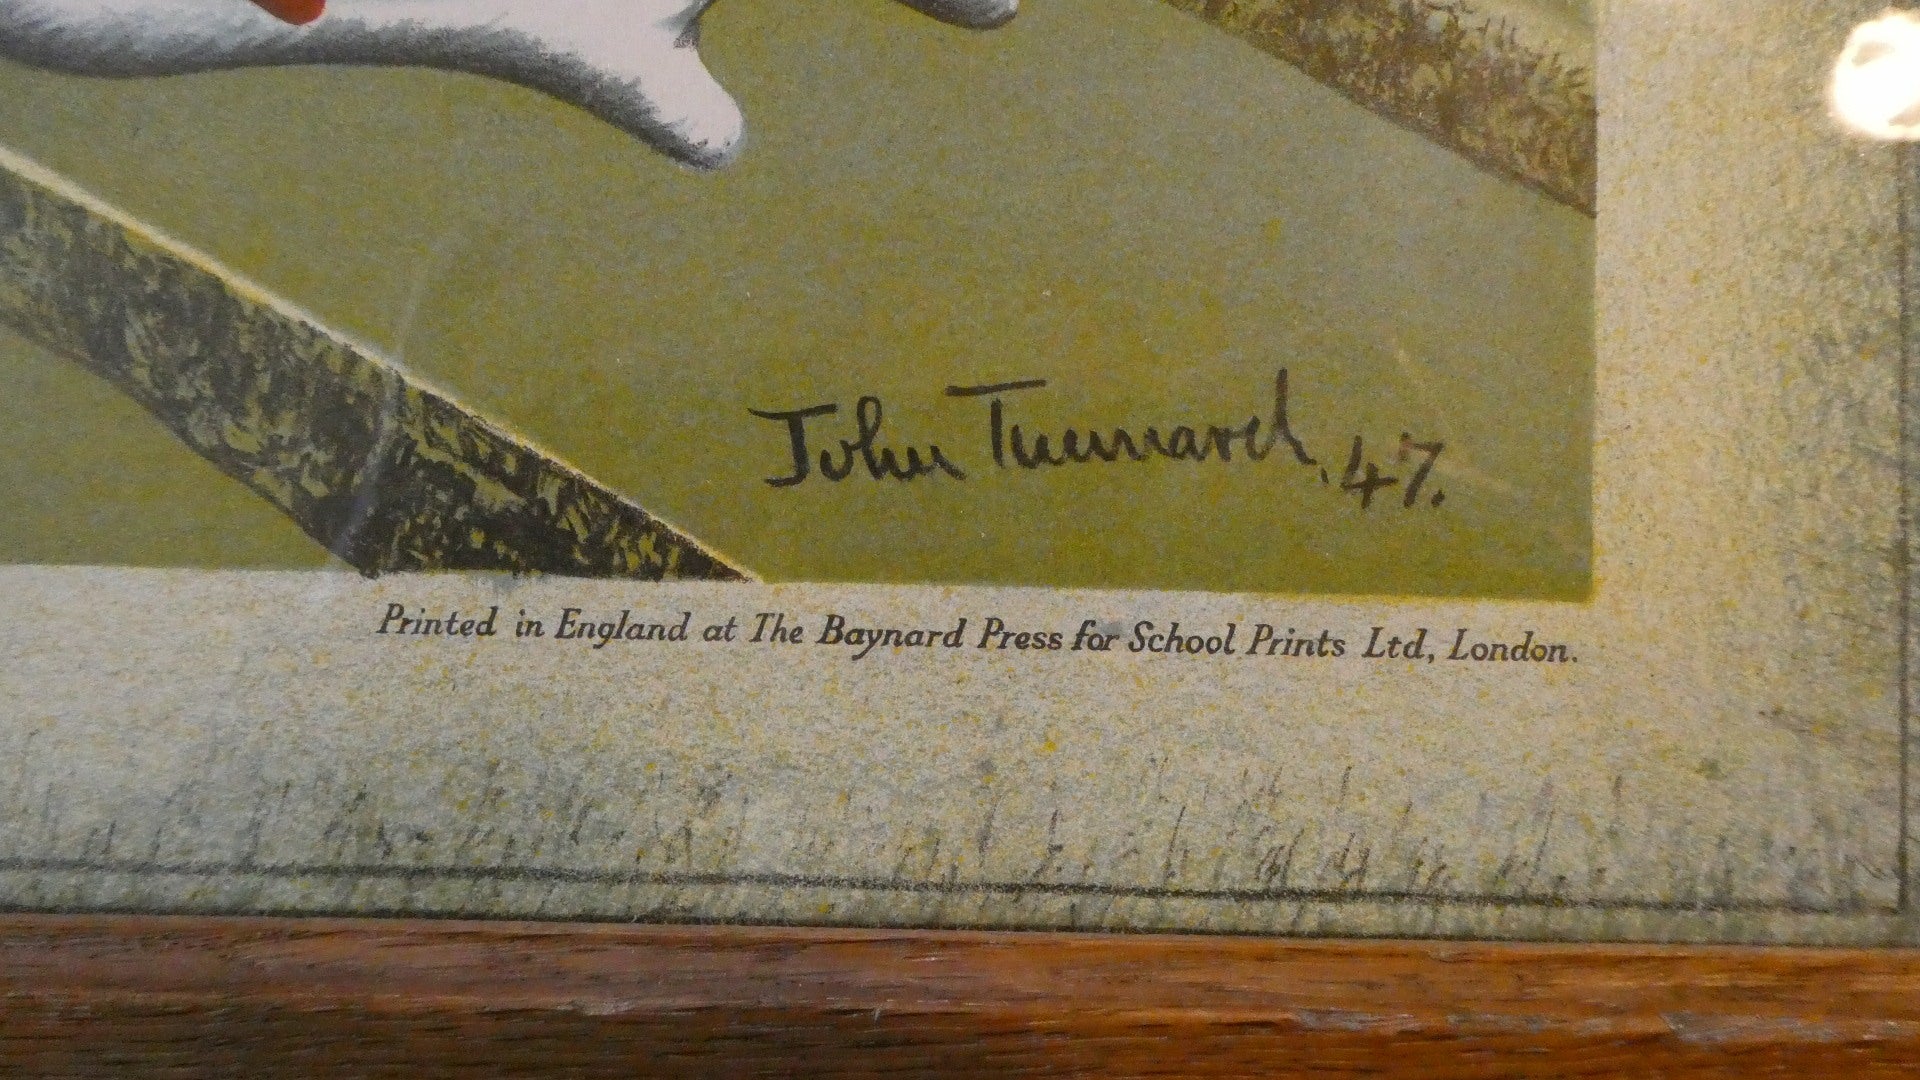 John Tunnard, 47.
Printed in England at The Baynard Press for School Prints Ltd, London.